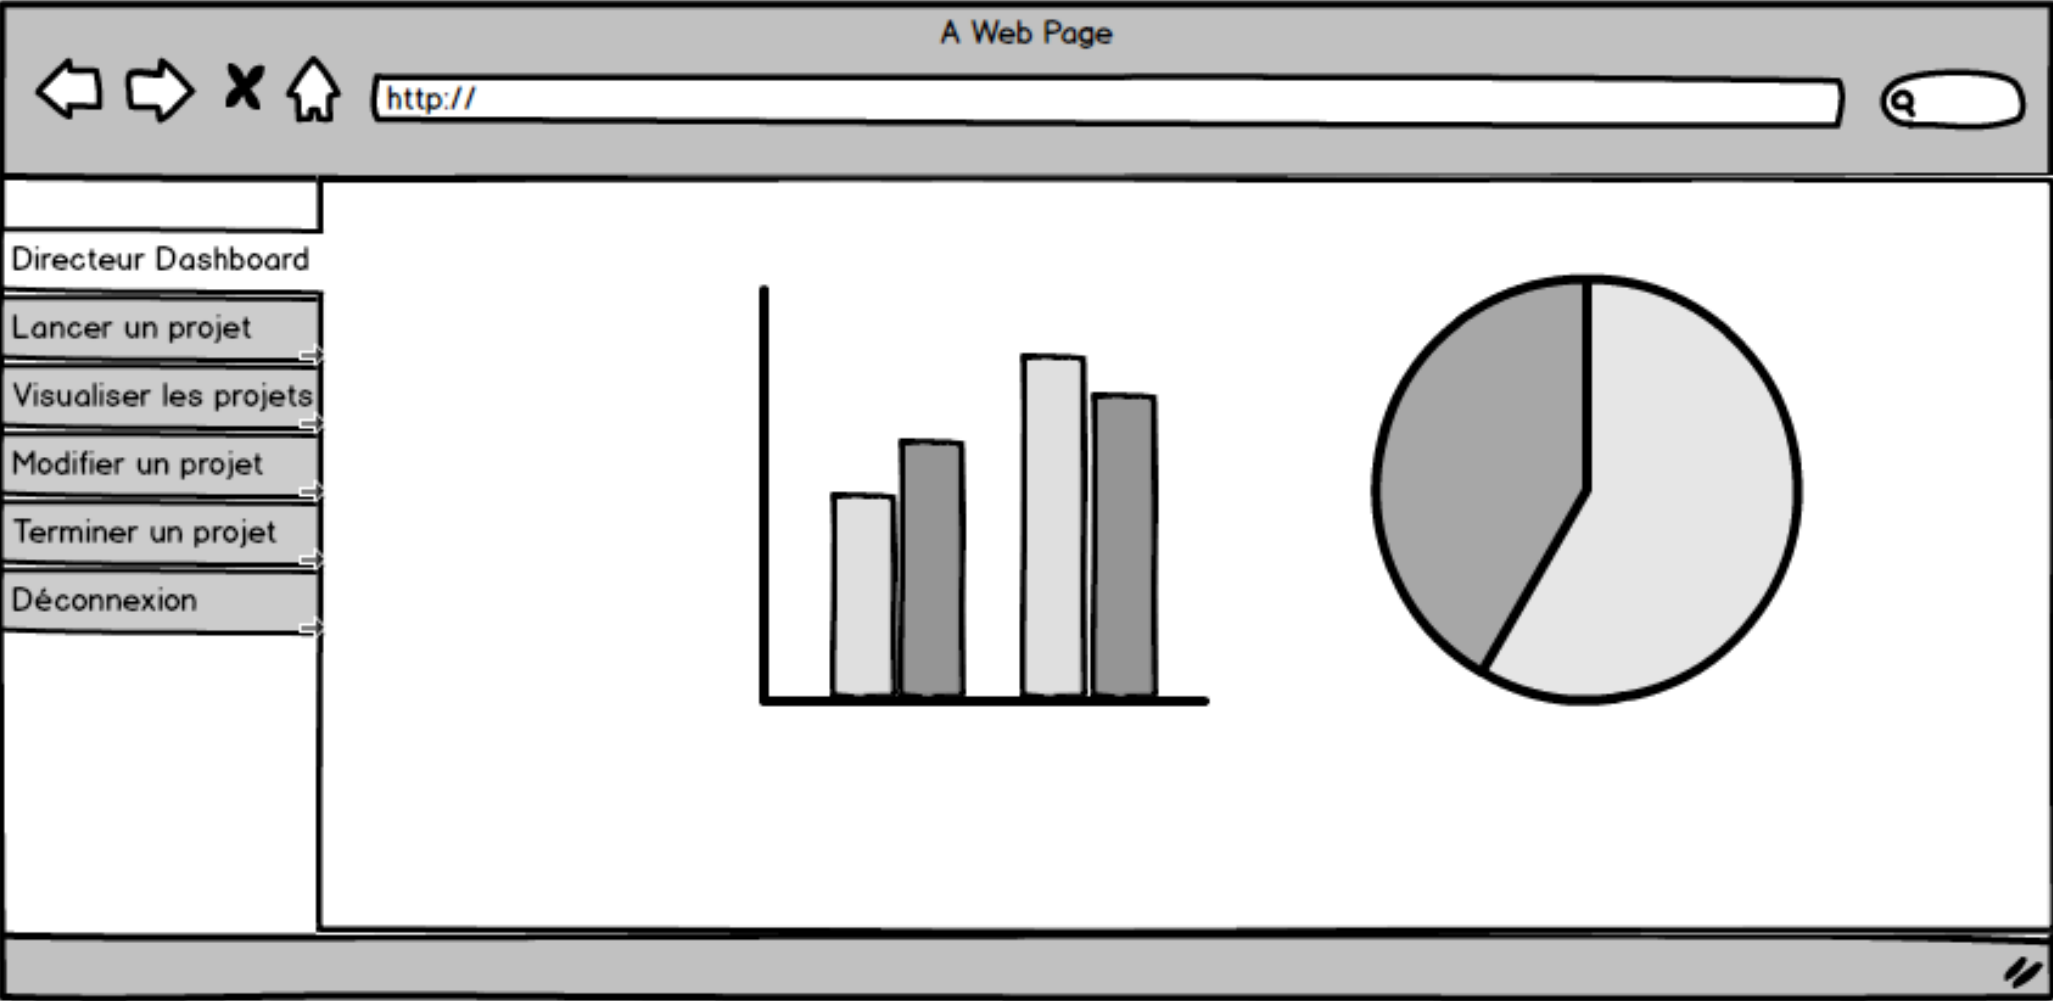 A Web Page
http://
Directeur Dashboard
Lancer un projet
Visualiser les projets
Modifier un projet
Terminer un projet
Déconnexion